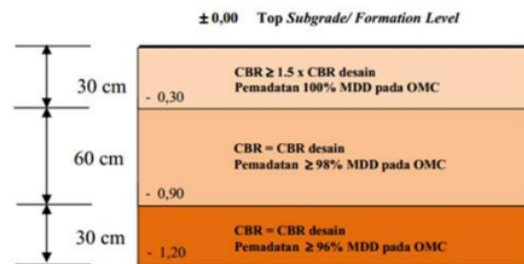 ± 0,00 Top Subgrade/ Formation Level
30 cm
CBR ≥ 1.5 x CBR desain
Pemadatan 100% MDD pada OMC
- 0,30
60 cm
CBR = CBR desain
Pemadatan ≥ 98% MDD pada OMC
- 0,90
30 cm
CBR = CBR desain
Pemadatan ≥ 96% MDD pada OMC
- 1,20